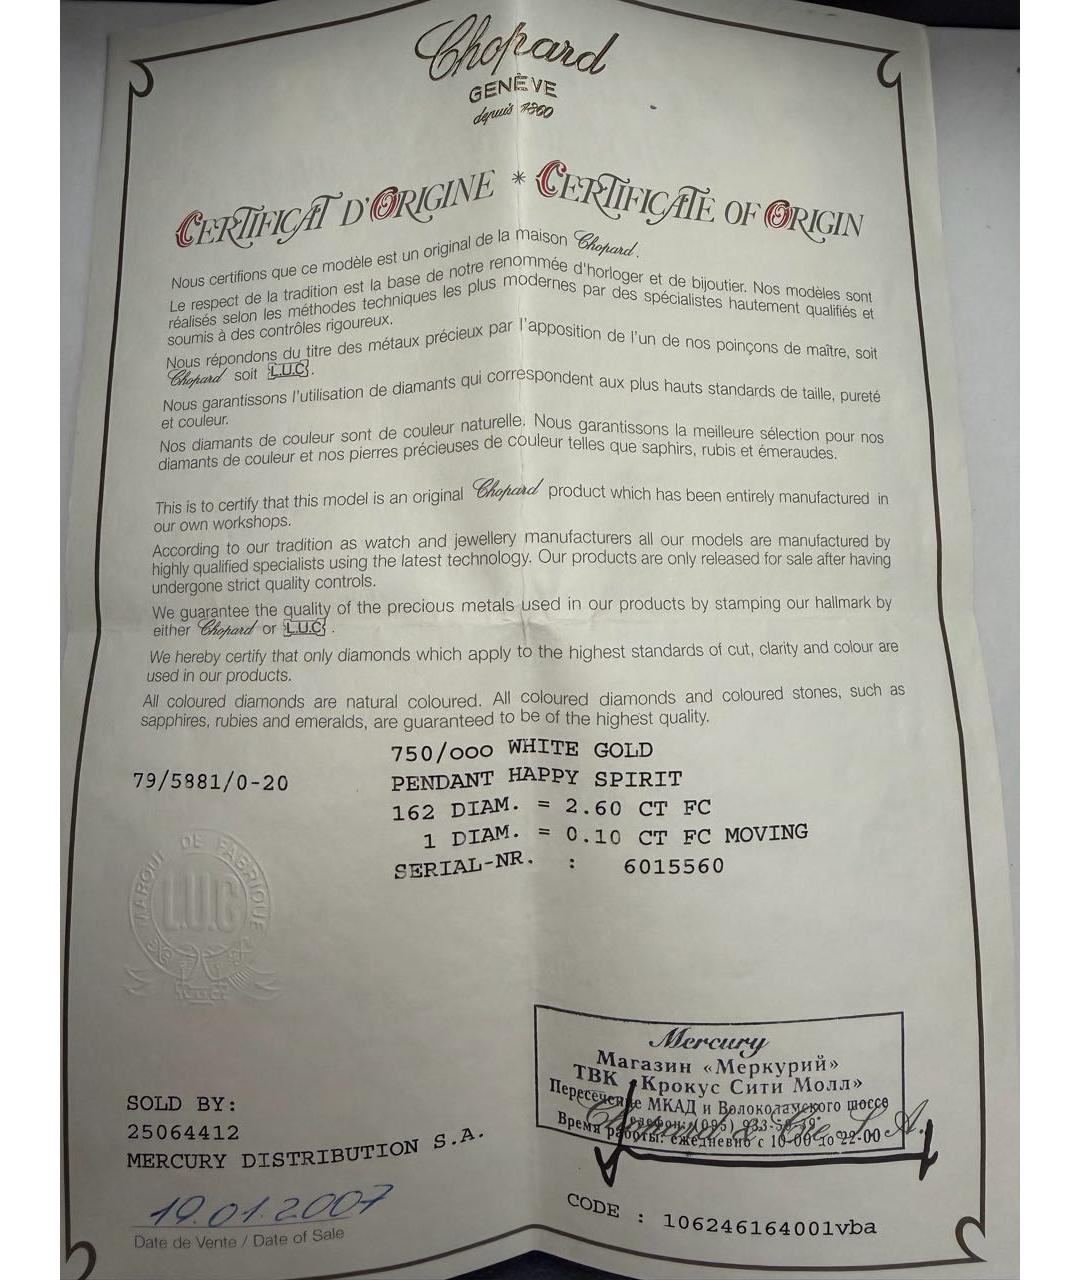 Chopard
GENÈVE
depuis 1860
CERTIFICAT D'ORIGINE * CERTIFICATE OF ORIGIN
Nous certifions que ce modèle est un original de la maison Chopard.
Le respect de la tradition est la base de notre renommée d'horloger et de bijoutier. Nos modèles sont
réalisés selon les méthodes techniques les plus modernes par des spécialistes hautement qualifiés et
soumis à des contrôles rigoureux.
Nous répondons du titre des métaux précieux par l'apposition de l'un de nos poinçons de maître, soit
Chopard soit L.U.C.
Nous garantissons l'utilisation de diamants qui correspondent aux plus hauts standards de taille, pureté
et couleur.
Nos diamants de couleur sont de couleur naturelle. Nous garantissons la meilleure sélection pour nos
diamants de couleur et nos pierres précieuses de couleur telles que saphirs, rubis et émeraudes.
This is to certify that this model is an original Chopard product which has been entirely manufactured in
our own workshops.
According to our tradition as watch and jewellery manufacturers all our models are manufactured by
highly qualified specialists using the latest technology. Our products are only released for sale after having
undergone strict quality controls.
We guarantee the quality of the precious metals used in our products by stamping our hallmark by
either Chopard or L.U.C.
We hereby certify that only diamonds which apply to the highest standards of cut, clarity and colour are
used in our products.
All coloured diamonds are natural coloured. All coloured diamonds and coloured stones, such as
sapphires, rubies and emeralds, are guaranteed to be of the highest quality.
750/ooo WHITE GOLD
79/5881/0-20
PENDANT HAPPY SPIRIT
162 DIAM. = 2.60 CT FC
1 DIAM. = 0.10 CT FC MOVING
SERIAL-NR. : 6015560
MARQUE DE FABRIQUE
L.U.C
L.U.C
Mercury
Магазин «Меркурий»
ТВК «Крокус Сити Молл»
Пересечение МКАД и Волоколамского шоссе
Телефон: (095) 933-
Время работы: ежедневно с 10-00 до 22-00
Chopard & Cie S.A.
SOLD BY:
25064412
MERCURY DISTRIBUTION S.A.
19.01.2007
Date de Vente / Date of Sale
CODE : 106246164001vba